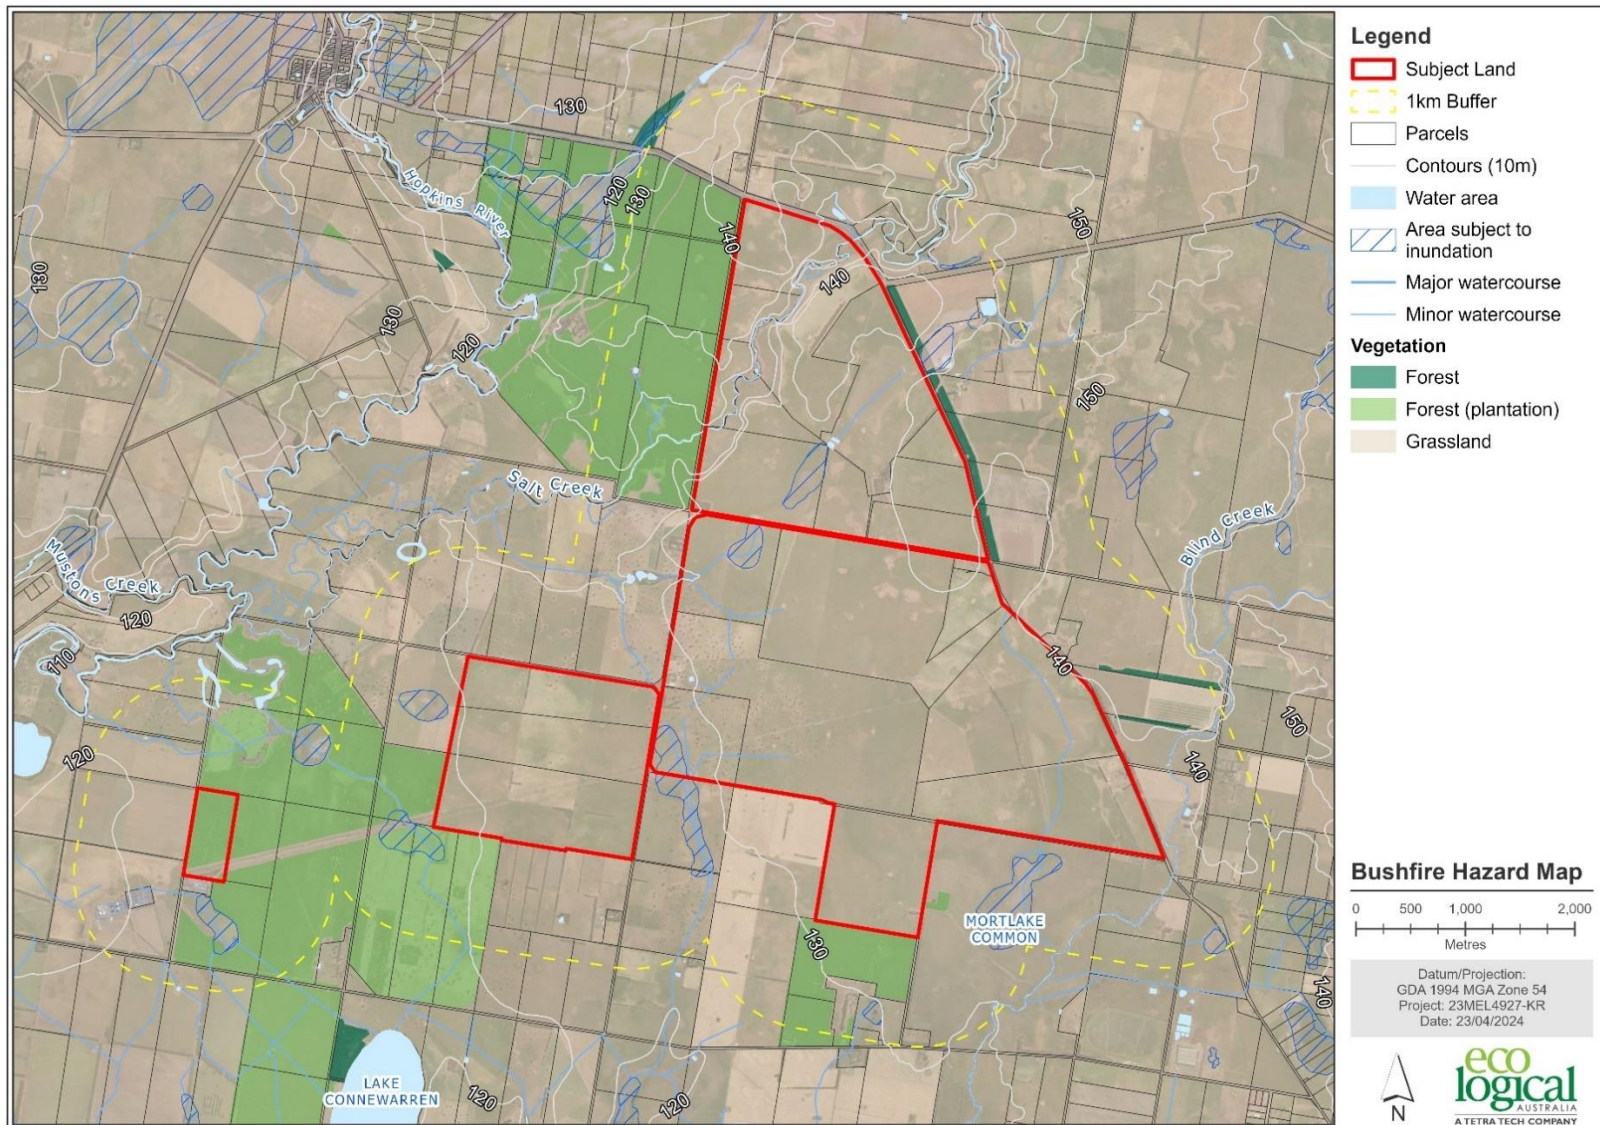 130
Hopkins River
120
130
140
140
150
130
130
120
150
Salt Creek
Blind Creek
Mustons Creek
120
110
140
150
120
140
130
MORTLAKE
COMMON
140
LAKE
CONNEWARREN
120
120
Legend
Subject Land
1km Buffer
Parcels
Contours (10m)
Water area
Area subject to
inundation
Major watercourse
Minor watercourse
Vegetation
Forest
Forest (plantation)
Grassland
Bushfire Hazard Map
0 500 1,000 2,000
Metres
Datum/Projection:
GDA 1994 MGA Zone 54
Project: 23MEL4927-KR
Date: 23/04/2024
N
eco
logical
AUSTRALIA
A TETRA TECH COMPANY